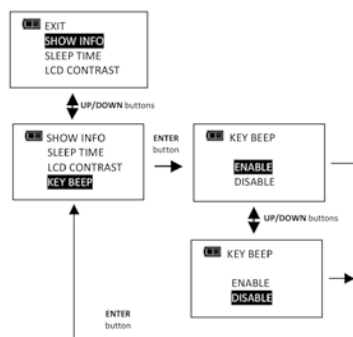 EXIT
SHOW INFO
SLEEP TIME
LCD CONTRAST
UP/DOWN buttons
SHOW INFO
SLEEP TIME
LCD CONTRAST
KEY BEEP
ENTER
button
KEY BEEP
ENABLE
DISABLE
UP/DOWN buttons
KEY BEEP
ENABLE
DISABLE
ENTER
button